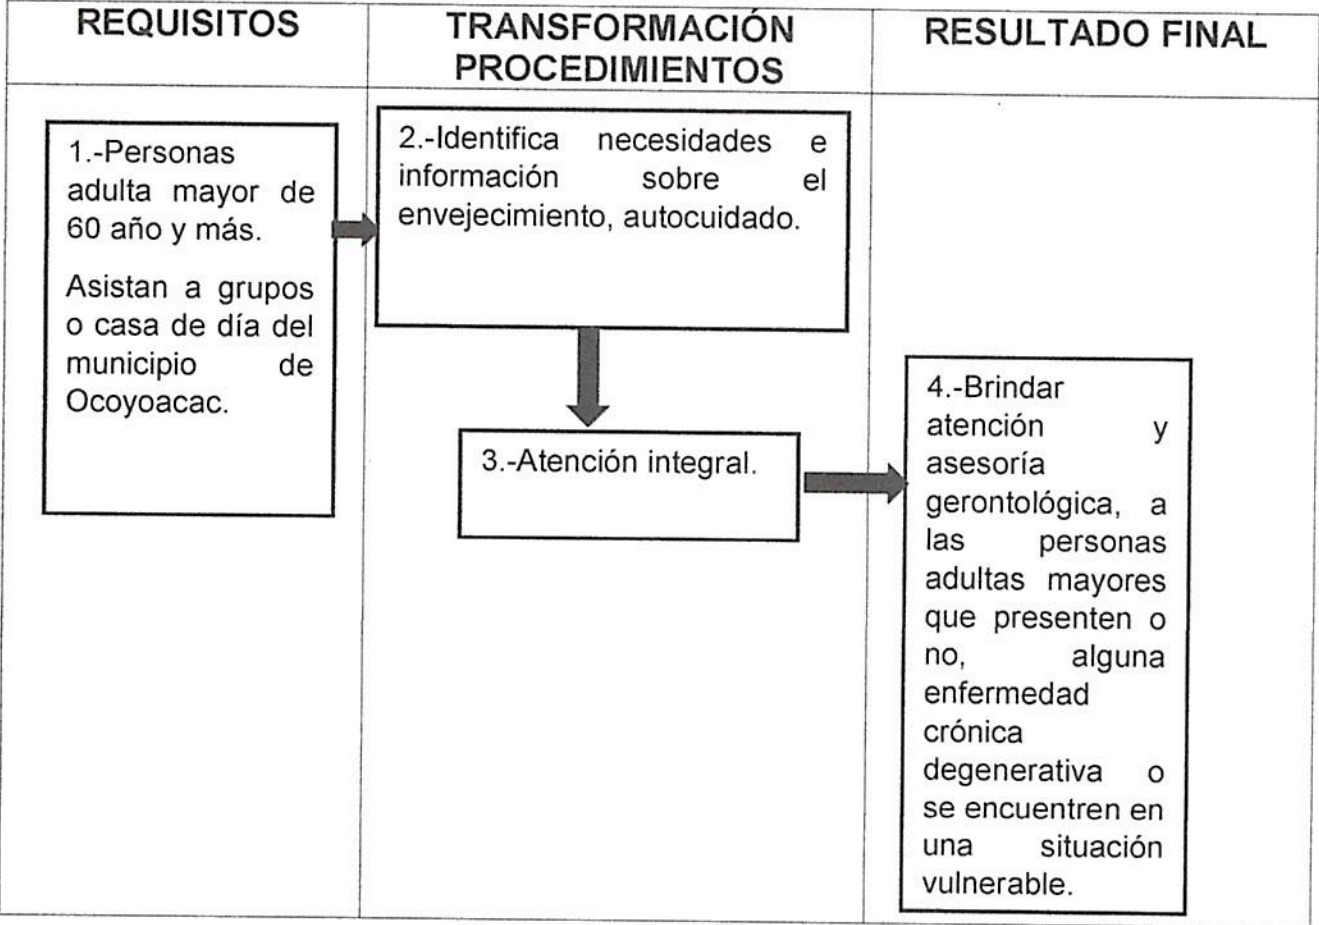 REQUISITOS
TRANSFORMACIÓN
PROCEDIMIENTOS
RESULTADO FINAL
1.-Personas
adulta mayor de
60 año y más.
Asistan a grupos
o casa de día del
municipio de
Ocoyoacac.
2.-Identifica necesidades e
información sobre el
envejecimiento, autocuidado.
3.-Atención integral.
4.-Brindar
atención y
asesoría
gerontológica, a
las personas
adultas mayores
que presenten o
no, alguna
enfermedad
crónica
degenerativa o
se encuentren en
una situación
vulnerable.